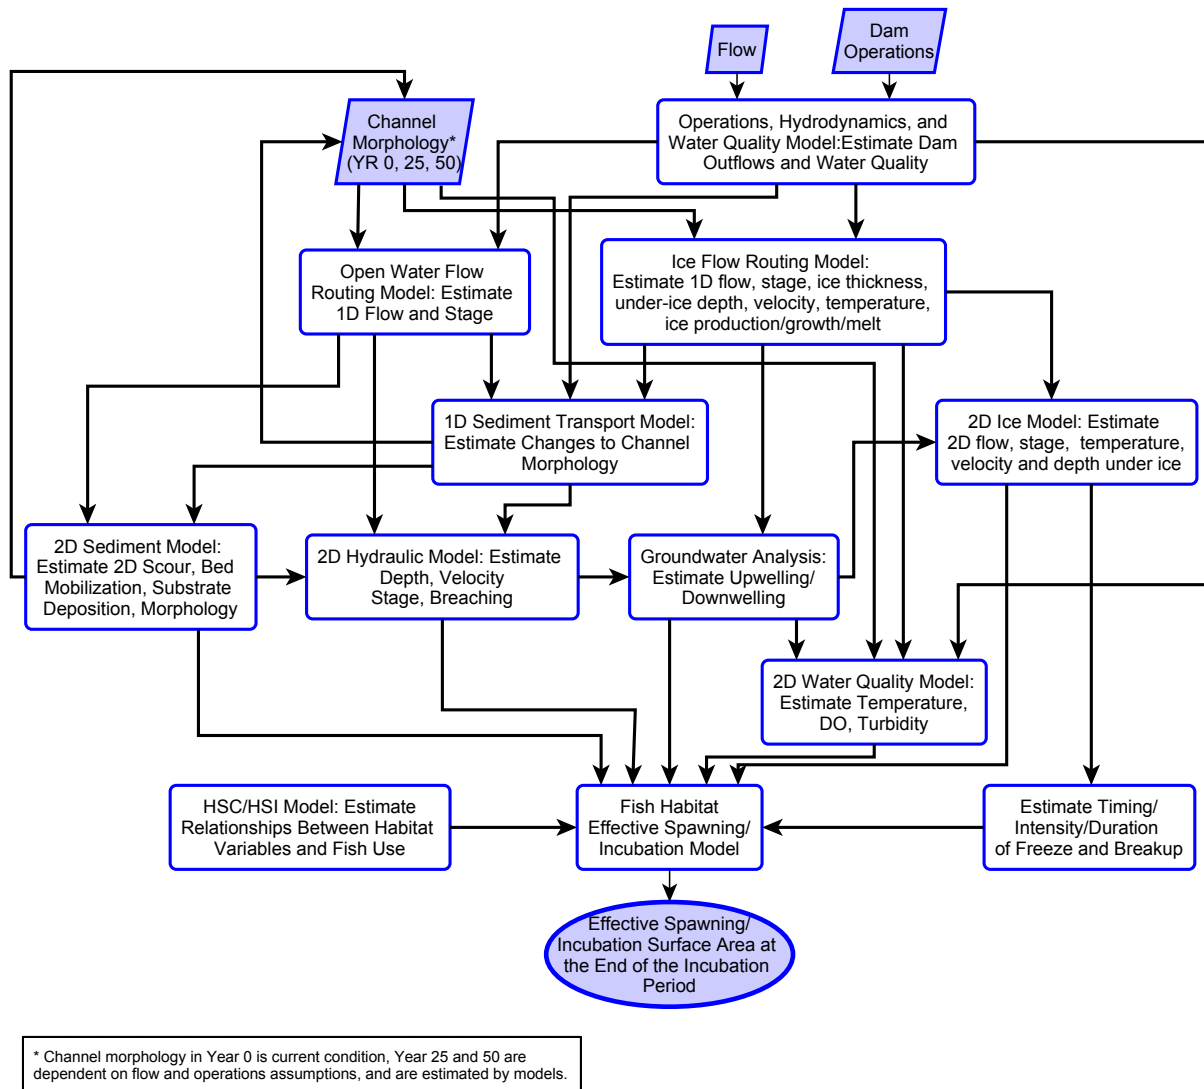 Flow
Dam
Operations
Channel
Morphology*
(YR 0, 25, 50)
Operations, Hydrodynamics, and
Water Quality Model:Estimate Dam
Outflows and Water Quality
Open Water Flow
Routing Model: Estimate
1D Flow and Stage
Ice Flow Routing Model:
Estimate 1D flow, stage, ice thickness,
under-ice depth, velocity, temperature,
ice production/growth/melt
1D Sediment Transport Model:
Estimate Changes to Channel
Morphology
2D Ice Model: Estimate
2D flow, stage, temperature,
velocity and depth under ice
2D Sediment Model:
Estimate 2D Scour, Bed
Mobilization, Substrate
Deposition, Morphology
2D Hydraulic Model: Estimate
Depth, Velocity
Stage, Breaching
Groundwater Analysis:
Estimate Upwelling/
Downwelling
2D Water Quality Model:
Estimate Temperature,
DO, Turbidity
HSC/HSI Model: Estimate
Relationships Between Habitat
Variables and Fish Use
Fish Habitat
Effective Spawning/
Incubation Model
Estimate Timing/
Intensity/Duration
of Freeze and Breakup
Effective Spawning/
Incubation Surface Area at
the End of the Incubation
Period
* Channel morphology in Year 0 is current condition, Year 25 and 50 are
dependent on flow and operations assumptions, and are estimated by models.